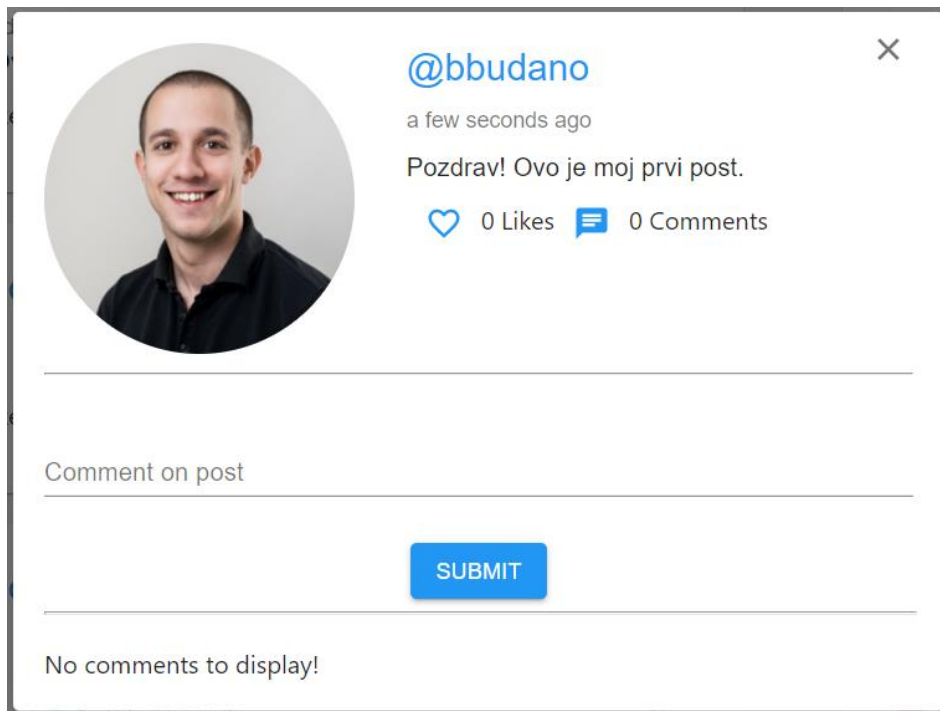 @bbudano
a few seconds ago
Pozdrav! Ovo je moj prvi post.
0 Likes 0 Comments
Comment on post
SUBMIT
No comments to display!